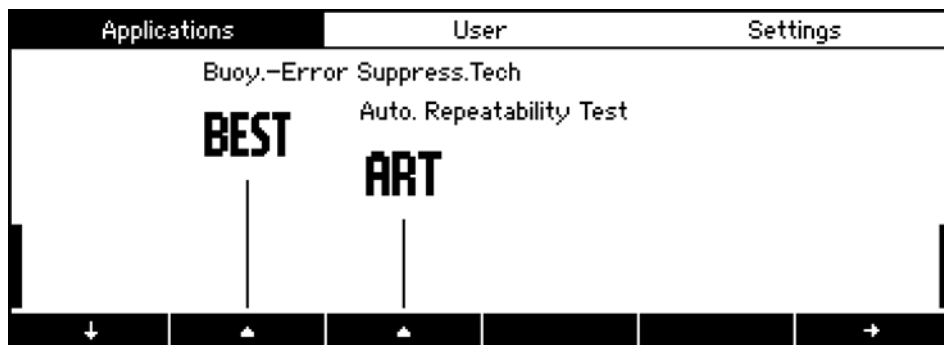 Applications User Settings
Buoy.-Error Suppress.Tech
Auto. Repeatability Test
BEST
ART